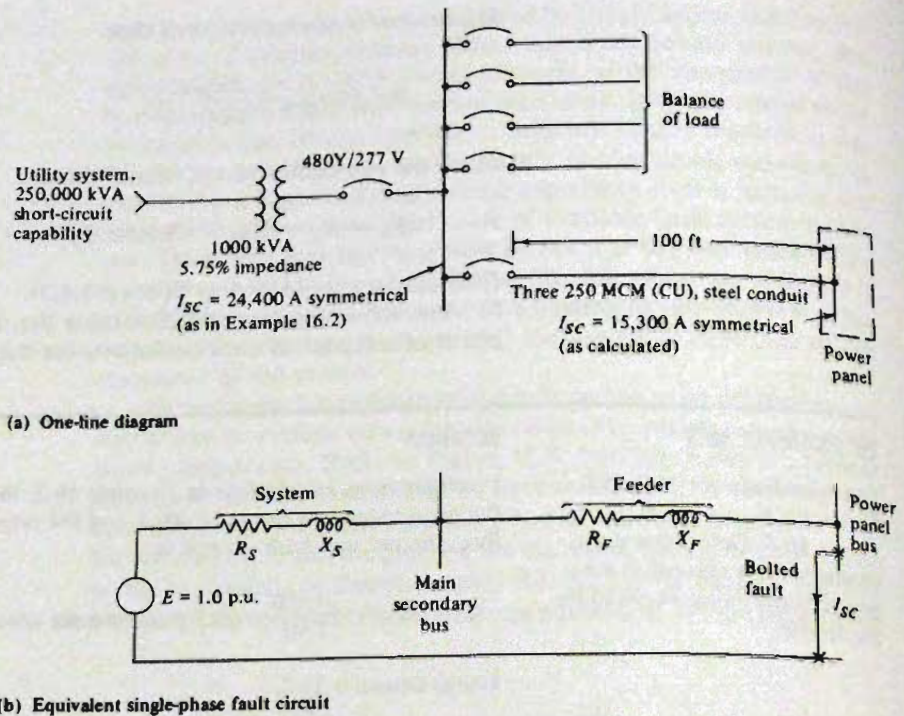 Balance
of load
480Y/277 V
Utility system.
250,000 kVA
short-circuit
capability
1000 kVA
5.75% impedance
I_SC = 24,400 A symmetrical
(as in Example 16.2)
100 ft
Three 250 MCM (CU), steel conduit
I_SC = 15,300 A symmetrical
(as calculated)
Power
panel
(a) One-line diagram
System
Feeder
Power
panel
bus
R_S
X_S
R_F
X_F
Bolted
fault
I_SC
E = 1.0 p.u.
Main
secondary
bus
(b) Equivalent single-phase fault circuit